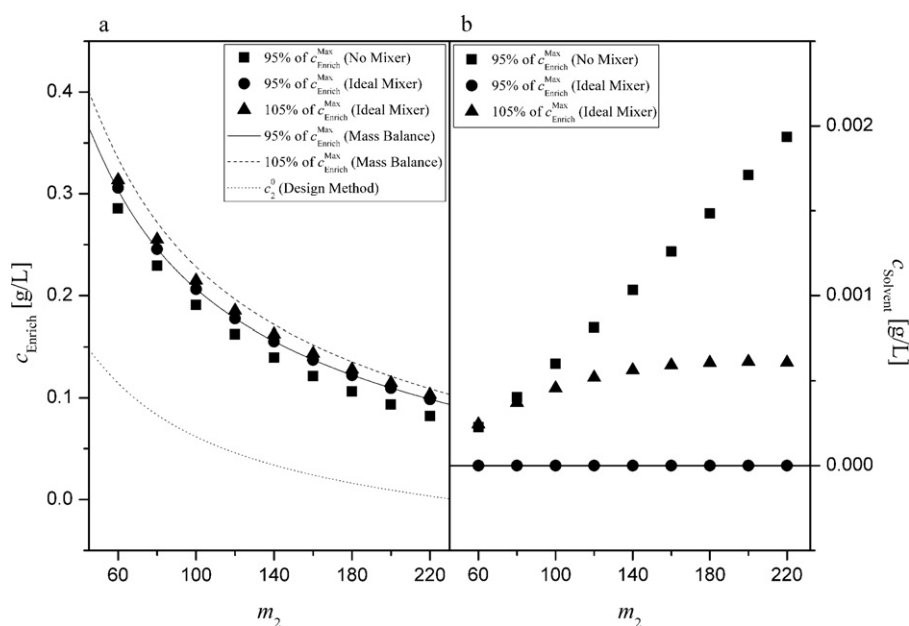 a
95% of c_Enrich^Max (No Mixer)
95% of c_Enrich^Max (Ideal Mixer)
105% of c_Enrich^Max (Ideal Mixer)
95% of c_Enrich^Max (Mass Balance)
105% of c_Enrich^Max (Mass Balance)
c_2^0 (Design Method)
0.4
0.3
0.2
0.1
0.0
c_Enrich [g/L]
60 100 140 180 220
m_2
b
95% of c_Enrich^Max (No Mixer)
95% of c_Enrich^Max (Ideal Mixer)
105% of c_Enrich^Max (Ideal Mixer)
0.002
0.001
0.000
c_Solvent [g/L]
60 100 140 180 220
m_2